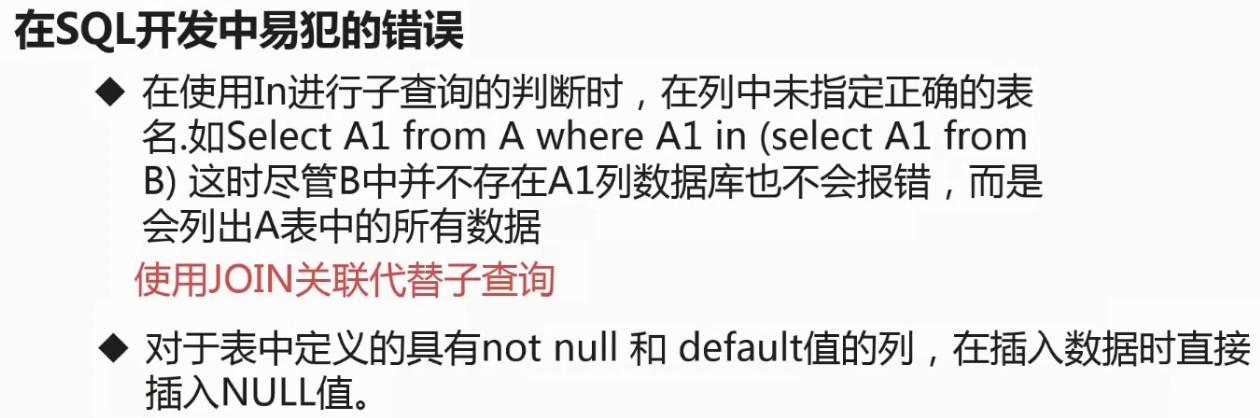 在SQL开发中易犯的错误
◆ 在使用In进行子查询的判断时，在列中未指定正确的表
名.如Select A1 from A where A1 in (select A1 from
B) 这时尽管B中并不存在A1列数据库也不会报错，而是
会列出A表中的所有数据
使用JOIN关联代替子查询
◆ 对于表中定义的具有not null 和 default值的列，在插入数据时直接
插入NULL值。